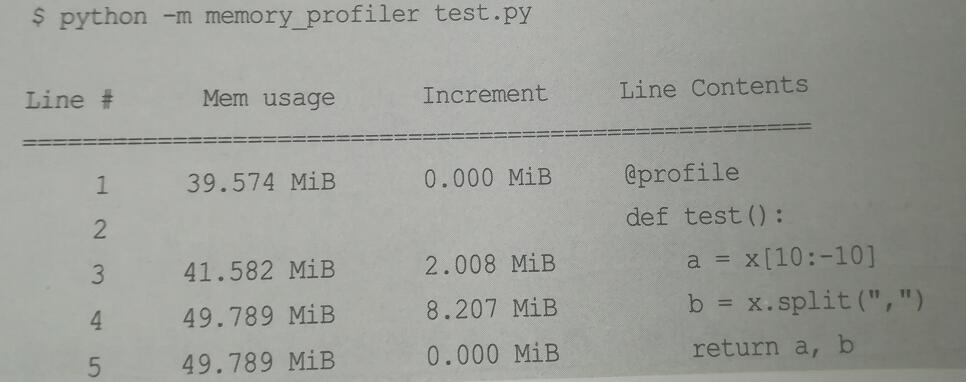 $ python -m memory_profiler test.py
Line # Mem usage Increment Line Contents
=====================================================
1 39.574 MiB 0.000 MiB @profile
2 def test():
3 41.582 MiB 2.008 MiB a = x[10:-10]
4 49.789 MiB 8.207 MiB b = x.split(",")
5 49.789 MiB 0.000 MiB return a, b